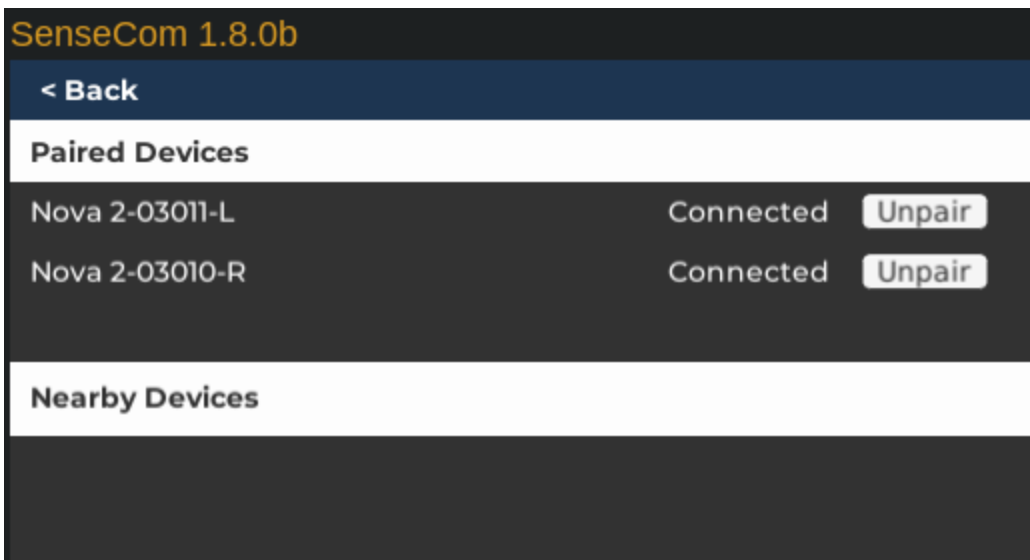 SenseCom 1.8.0b
< Back
Paired Devices
Nova 2-03011-L Connected Unpair
Nova 2-03010-R Connected Unpair
Nearby Devices